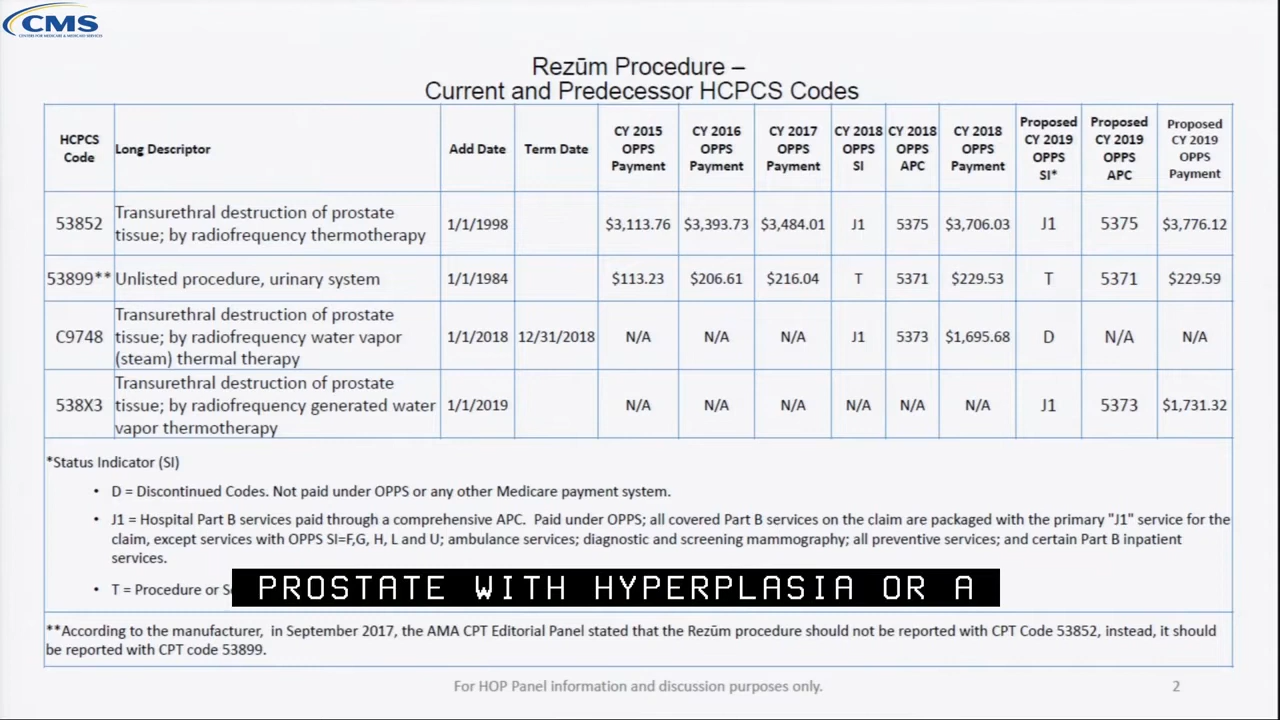 CMS
CENTERS FOR MEDICARE & MEDICAID SERVICES
Rezūm Procedure –
Current and Predecessor HCPCS Codes
HCPCS Code Long Descriptor Add Date Term Date CY 2015 OPPS Payment CY 2016 OPPS Payment CY 2017 OPPS Payment CY 2018 OPPS SI CY 2018 OPPS APC CY 2018 OPPS Payment Proposed CY 2019 OPPS SI* Proposed CY 2019 OPPS APC Proposed CY 2019 OPPS Payment
53852 Transurethral destruction of prostate tissue; by radiofrequency thermotherapy 1/1/1998 $3,113.76 $3,393.73 $3,484.01 J1 5375 $3,706.03 J1 5375 $3,776.12
53899** Unlisted procedure, urinary system 1/1/1984 $113.23 $206.61 $216.04 T 5371 $229.53 T 5371 $229.59
C9748 Transurethral destruction of prostate tissue; by radiofrequency water vapor (steam) thermal therapy 1/1/2018 12/31/2018 N/A N/A N/A J1 5373 $1,695.68 D N/A N/A
538X3 Transurethral destruction of prostate tissue; by radiofrequency generated water vapor thermotherapy 1/1/2019 N/A N/A N/A N/A N/A N/A J1 5373 $1,731.32
*Status Indicator (SI)
• D = Discontinued Codes. Not paid under OPPS or any other Medicare payment system.
• J1 = Hospital Part B services paid through a comprehensive APC. Paid under OPPS; all covered Part B services on the claim are packaged with the primary "J1" service for the
claim, except services with OPPS SI=F,G, H, L and U; ambulance services; diagnostic and screening mammography; all preventive services; and certain Part B inpatient
services.
• T = Procedure or
PROSTATE WITH HYPERPLASIA OR A
**According to the manufacturer, in September 2017, the AMA CPT Editorial Panel stated that the Rezūm procedure should not be reported with CPT Code 53852, instead, it should
be reported with CPT code 53899.
For HOP Panel information and discussion purposes only.
2